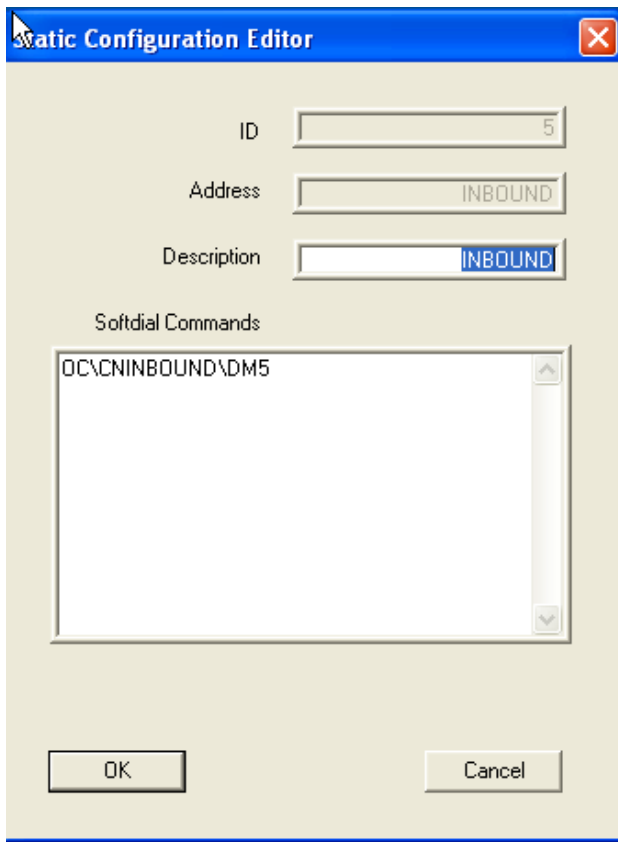 Static Configuration Editor
ID 5
Address INBOUND
Description INBOUND
Softdial Commands
OC\CNINBOUND\DM5
OK Cancel